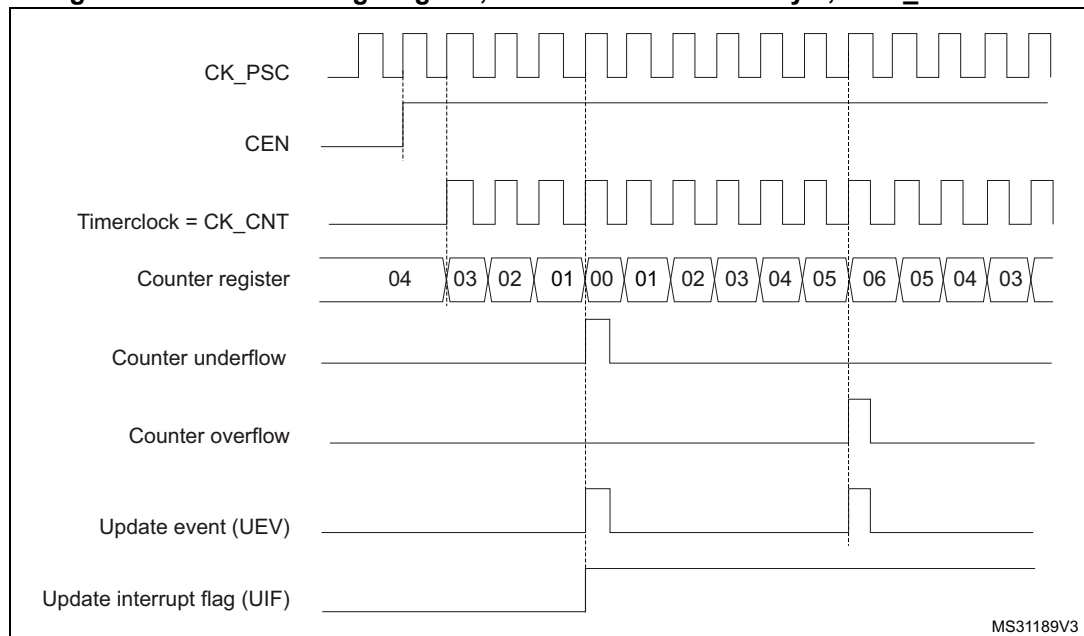 CK_PSC
CEN
Timerclock = CK_CNT
Counter register 04 03 02 01 00 01 02 03 04 05 06 05 04 03
Counter underflow
Counter overflow
Update event (UEV)
Update interrupt flag (UIF)
MS31189V3